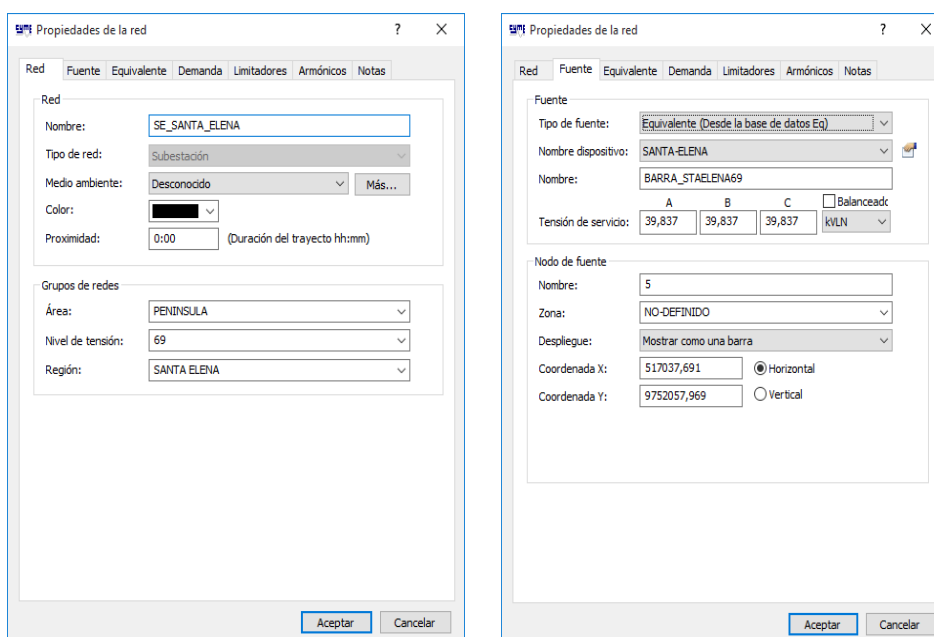 CYME Propiedades de la red ? X
Red Fuente Equivalente Demanda Limitadores Armónicos Notas
Red
Nombre: SE_SANTA_ELENA
Tipo de red: Subestación
Medio ambiente: Desconocido Más...
Color:
Proximidad: 0:00 (Duración del trayecto hh:mm)
Grupos de redes
Área: PENINSULA
Nivel de tensión: 69
Región: SANTA ELENA
Aceptar Cancelar
CYME Propiedades de la red ? X
Red Fuente Equivalente Demanda Limitadores Armónicos Notas
Fuente
Tipo de fuente: Equivalente (Desde la base de datos Eq)
Nombre dispositivo: SANTA-ELENA
Nombre: BARRA_STAELENA69
A B C Balanceadc
Tensión de servicio: 39,837 39,837 39,837 kVLN
Nodo de fuente
Nombre: 5
Zona: NO-DEFINIDO
Despliegue: Mostrar como una barra
Coordenada X: 517037,691 Horizontal
Coordenada Y: 9752057,969 Vertical
Aceptar Cancelar